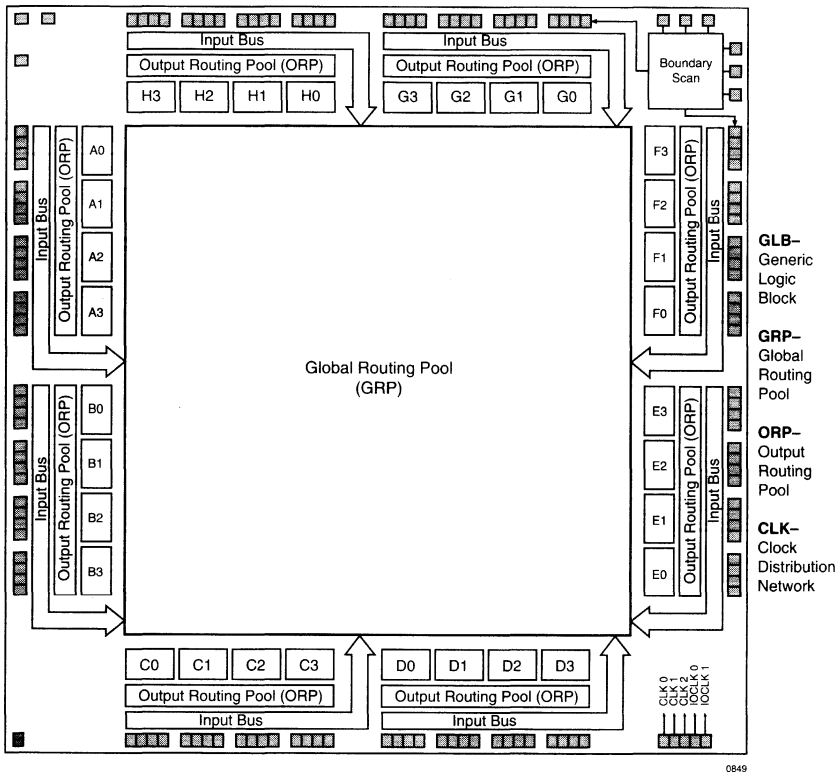 Input Bus
Output Routing Pool (ORP)
H3 H2 H1 H0
Input Bus
Output Routing Pool (ORP)
G3 G2 G1 G0
Boundary
Scan
Input Bus
Output Routing Pool (ORP)
A0
A1
A2
A3
Input Bus
Output Routing Pool (ORP)
B0
B1
B2
B3
Global Routing Pool
(GRP)
F3
F2
F1
F0
Output Routing Pool (ORP)
Input Bus
E3
E2
E1
E0
Output Routing Pool (ORP)
Input Bus
GLB–
Generic
Logic
Block
GRP–
Global
Routing
Pool
ORP–
Output
Routing
Pool
CLK–
Clock
Distribution
Network
C0 C1 C2 C3
Output Routing Pool (ORP)
Input Bus
D0 D1 D2 D3
Output Routing Pool (ORP)
Input Bus
CLK 0
CLK 1
CLK 2
IOCLK 0
IOCLK 1
0849